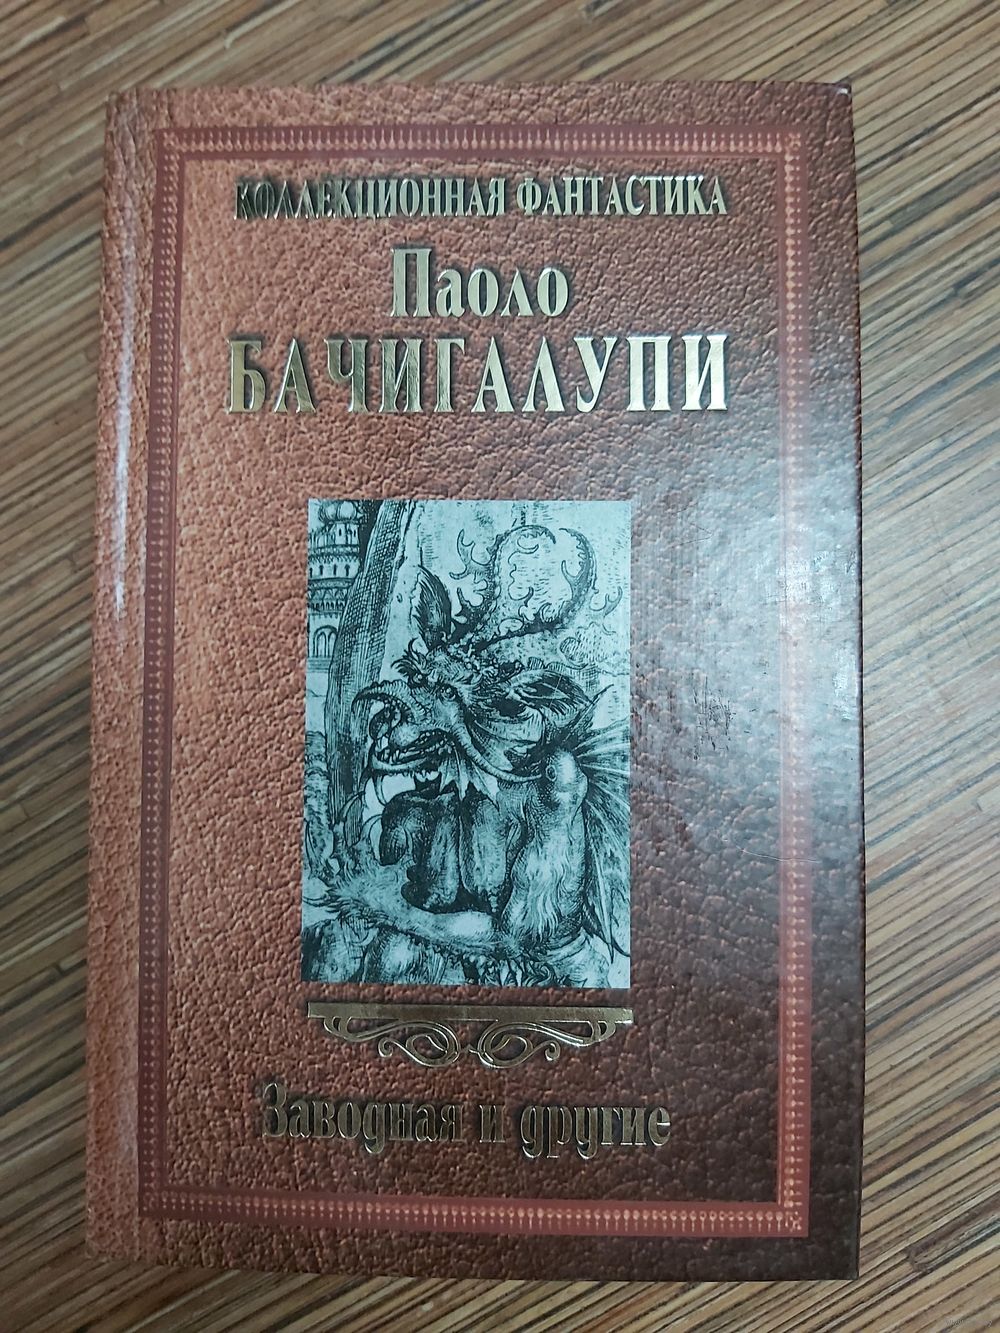 КОЛЛЕКЦИОННАЯ ФАНТАСТИКА
Паоло
БАЧИГАЛУПИ
Заводная и другие